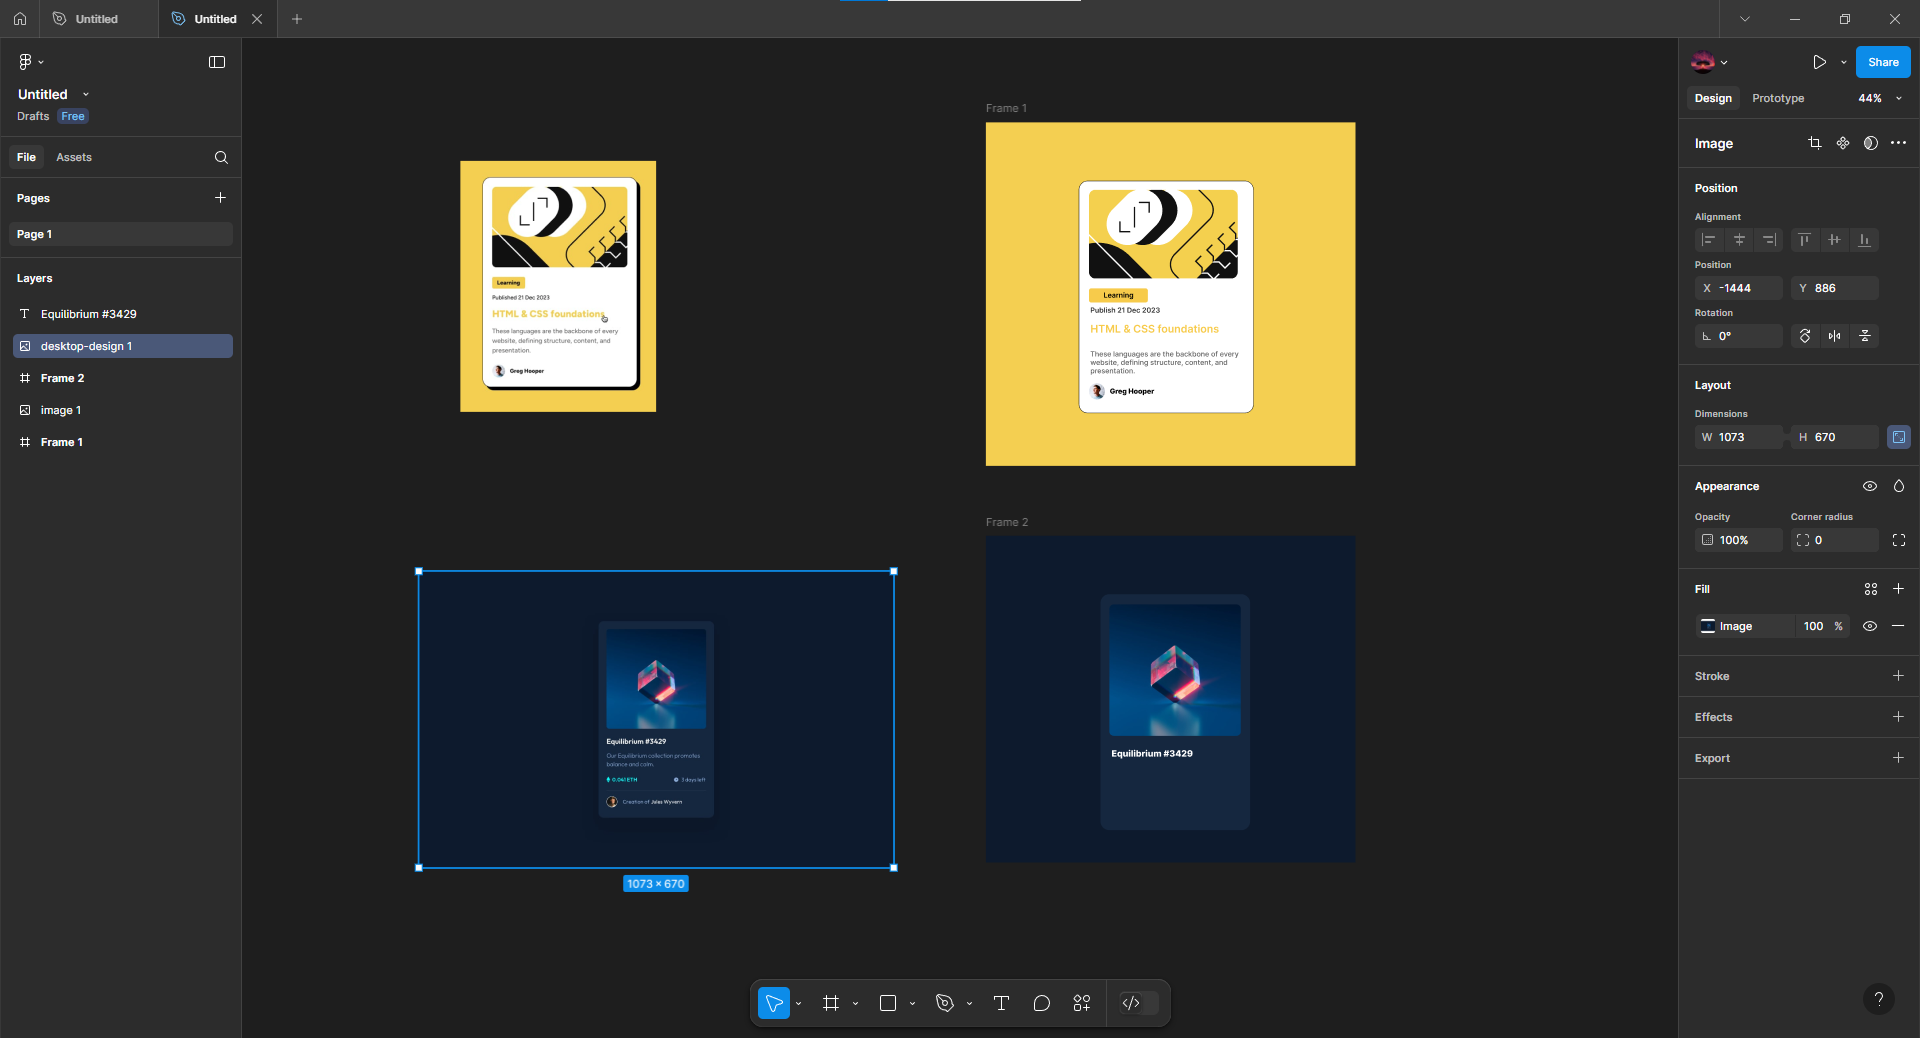 Untitled
Untitled
Untitled
Drafts Free
File Assets
Pages
Page 1
Layers
Equilibrium #3429
desktop-design 1
Frame 2
image 1
Frame 1
Learning
Published 21 Dec 2023
HTML & CSS foundations
These languages are the backbone of every
website, defining structure, content, and
presentation.
Greg Hooper
Frame 1
Learning
Publish 21 Dec 2023
HTML & CSS foundations
These languages are the backbone of every
website, defining structure, content, and
presentation.
Greg Hooper
Equilibrium #3429
Our Equilibrium collection promotes
balance and calm.
0.041 ETH 3 days left
Creation of Jules Wyvern
1073 × 670
Frame 2
Equilibrium #3429
Share
Design Prototype 44%
Image
Position
Alignment
Position
X -1444 Y 886
Rotation
0°
Layout
Dimensions
W 1073 H 670
Appearance
Opacity Corner radius
100% 0
Fill
Image 100 %
Stroke
Effects
Export
?